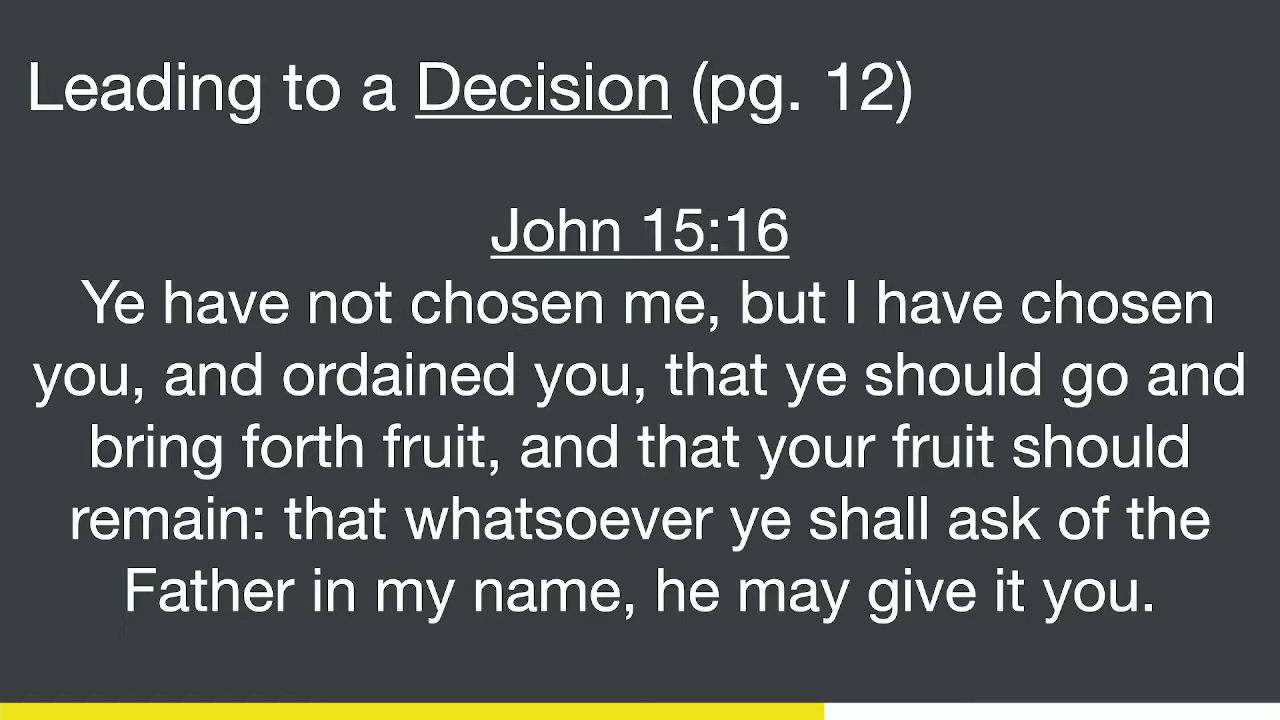 Leading to a Decision (pg. 12)
John 15:16
Ye have not chosen me, but I have chosen
you, and ordained you, that ye should go and
bring forth fruit, and that your fruit should
remain: that whatsoever ye shall ask of the
Father in my name, he may give it you.